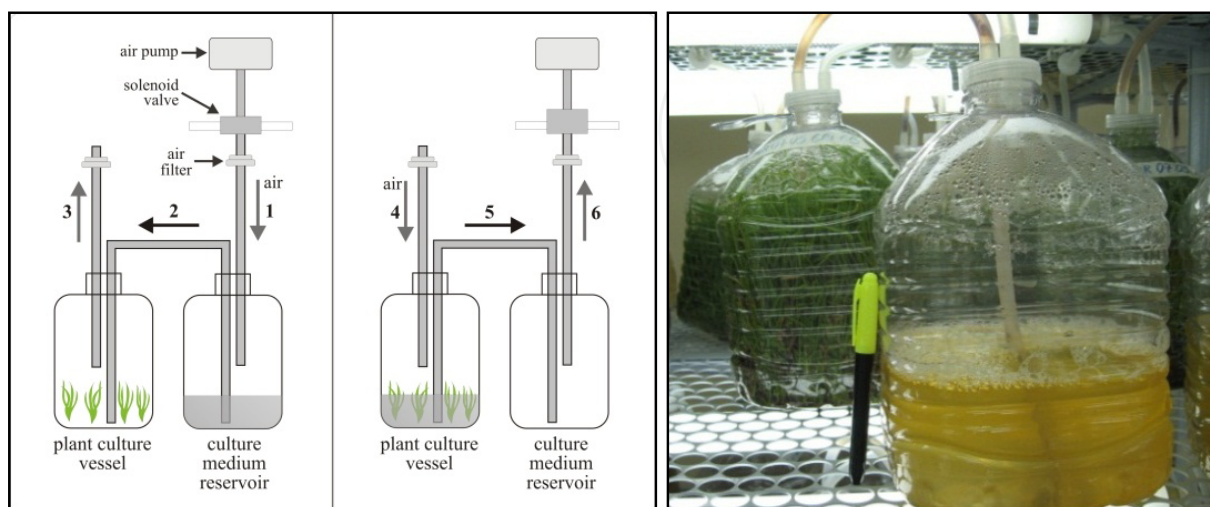 air pump
solenoid
valve
air
filter
air
3
2
1
plant culture
vessel
culture
medium
reservoir
air
4
5
6
plant culture
vessel
culture
medium
reservoir